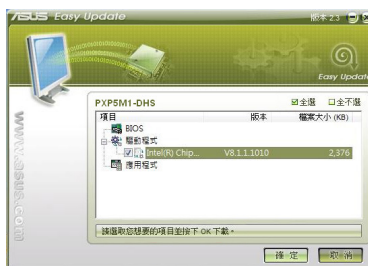 ASUS Easy Update 版本 2.3
Easy Update
PXP5M1-DHS
全選 全不選
項目 版本 檔案大小 (KB)
BIOS
驅動程式
Intel(R) Chip... V8.1.1.1010 2,376
應用程式
請選取您想要的項目並按下 OK 下載。
確定 取消
WWW.ASUS.COM